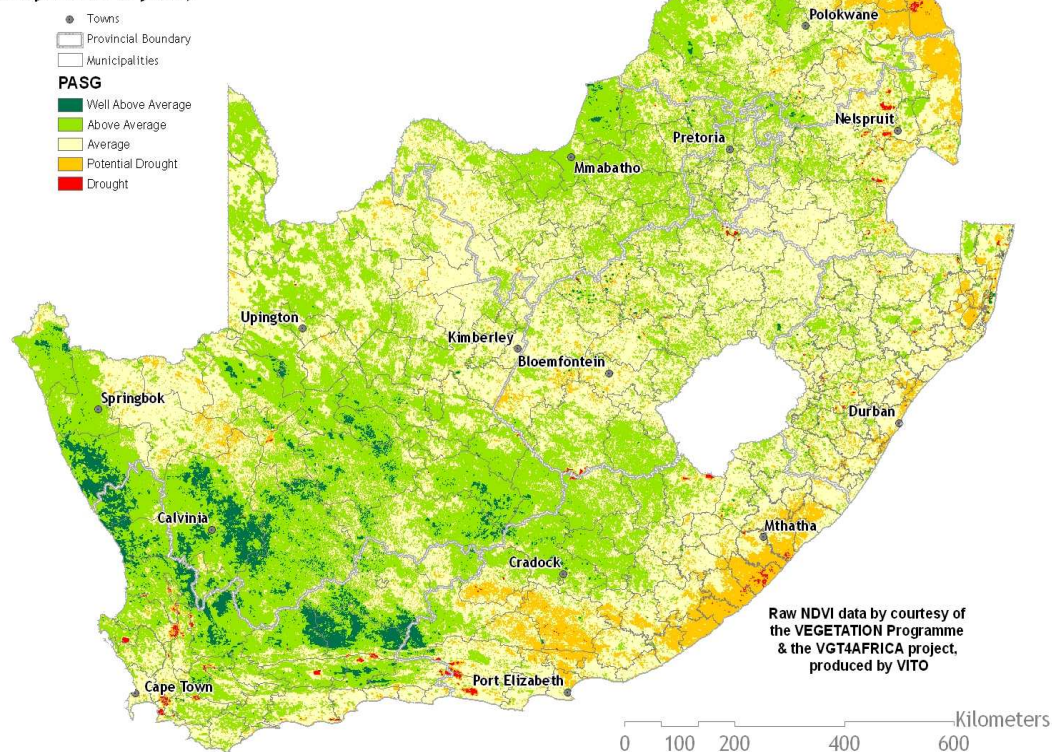 Towns
Provincial Boundary
Municipalities
PASG
Well Above Average
Above Average
Average
Potential Drought
Drought
Polokwane
Nelspruit
Pretoria
Mmabatho
Upington
Kimberley
Bloemfontein
Springbok
Durban
Calvinia
Mthatha
Cradock
Raw NDVI data by courtesy of
the VEGETATION Programme
& the VGT4AFRICA project,
produced by VITO
Port Elizabeth
Cape Town
Kilometers
0 100 200 400 600